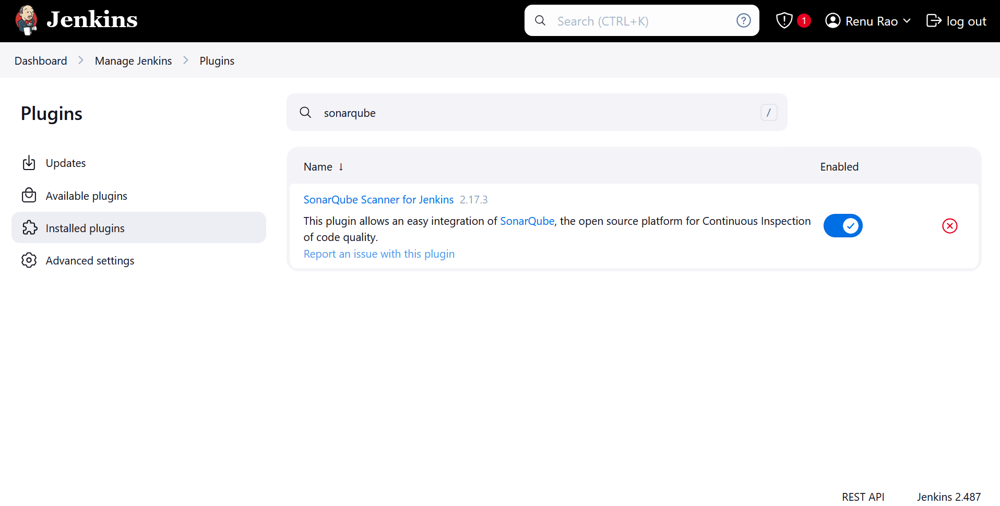 Jenkins
Search (CTRL+K)
?
1
Renu Rao
log out
Dashboard
Manage Jenkins
Plugins
Plugins
Updates
Available plugins
Installed plugins
Advanced settings
sonarqube
/
Name ↓
Enabled
SonarQube Scanner for Jenkins 2.17.3
This plugin allows an easy integration of SonarQube, the open source platform for Continuous Inspection
of code quality.
Report an issue with this plugin
REST API
Jenkins 2.487